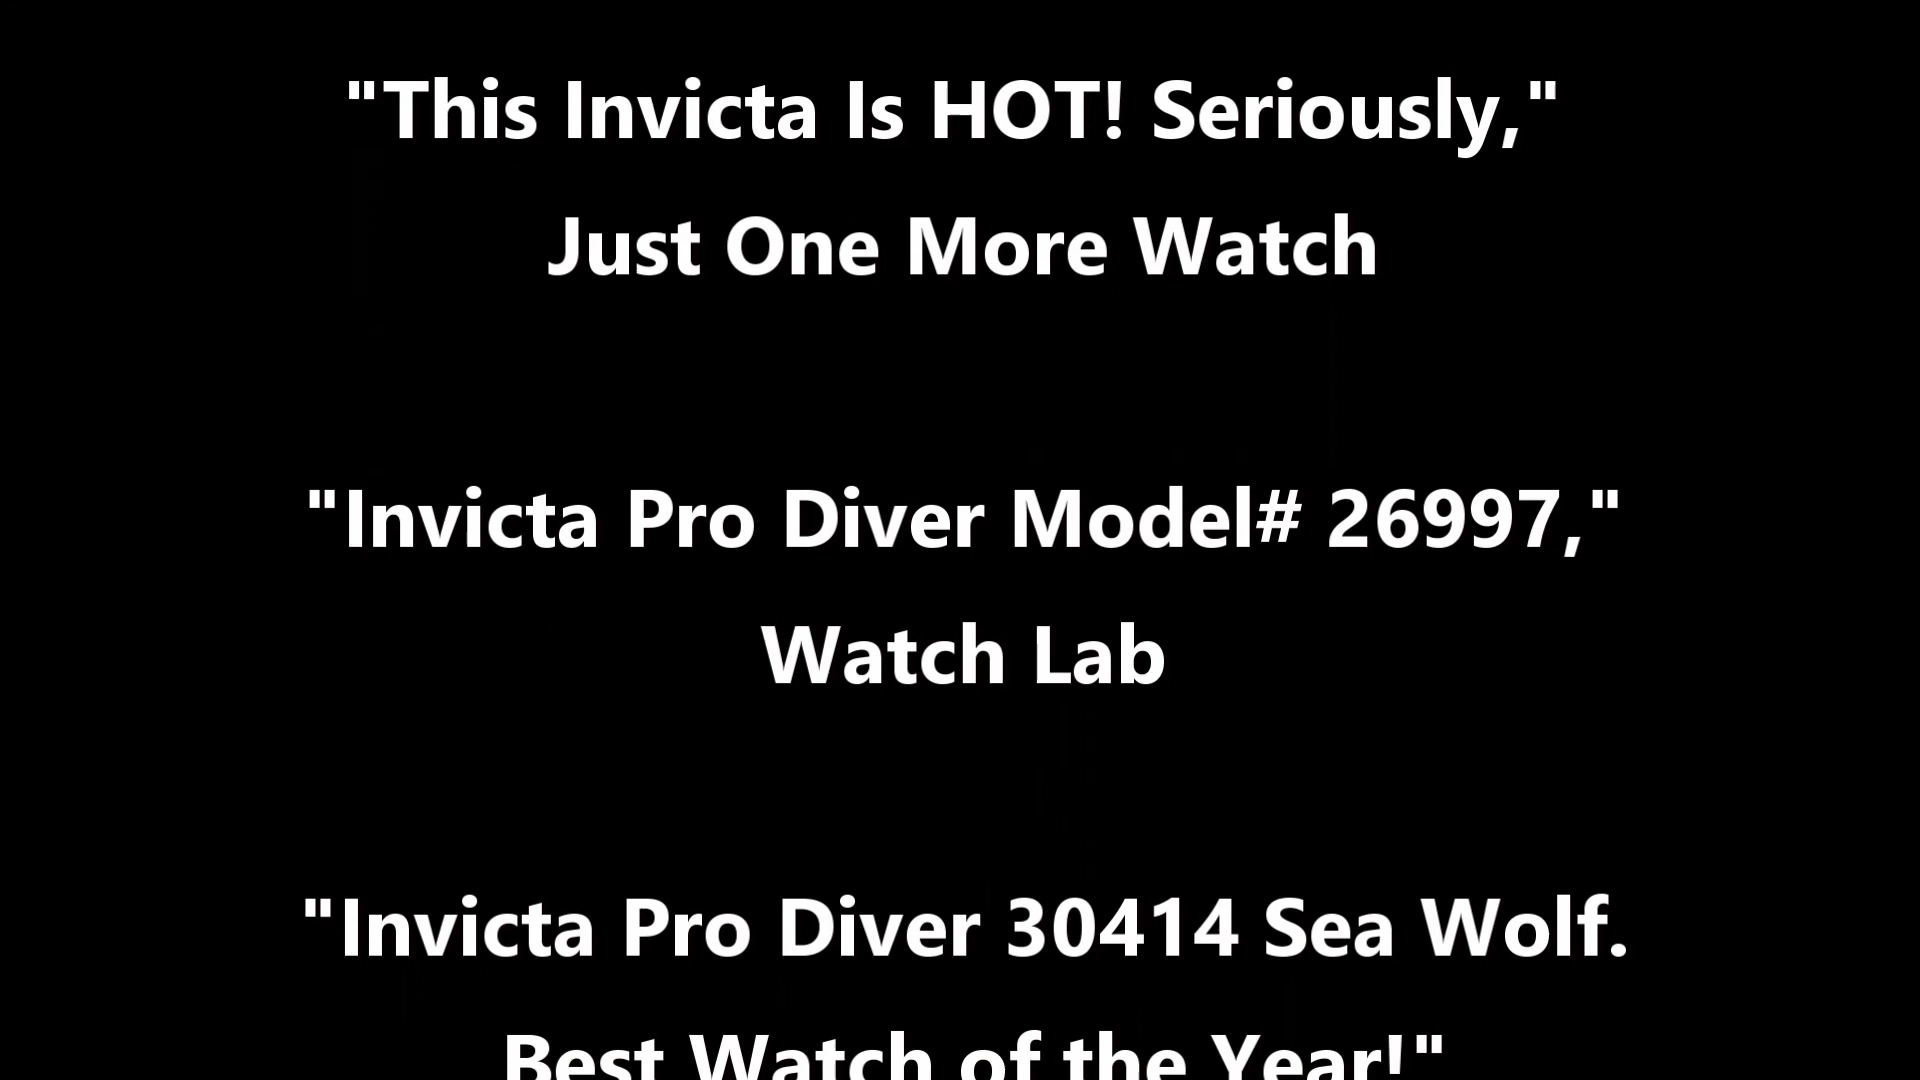 "This Invicta Is HOT! Seriously,"
Just One More Watch
"Invicta Pro Diver Model# 26997,"
Watch Lab
"Invicta Pro Diver 30414 Sea Wolf.
Best Watch of the Year!"